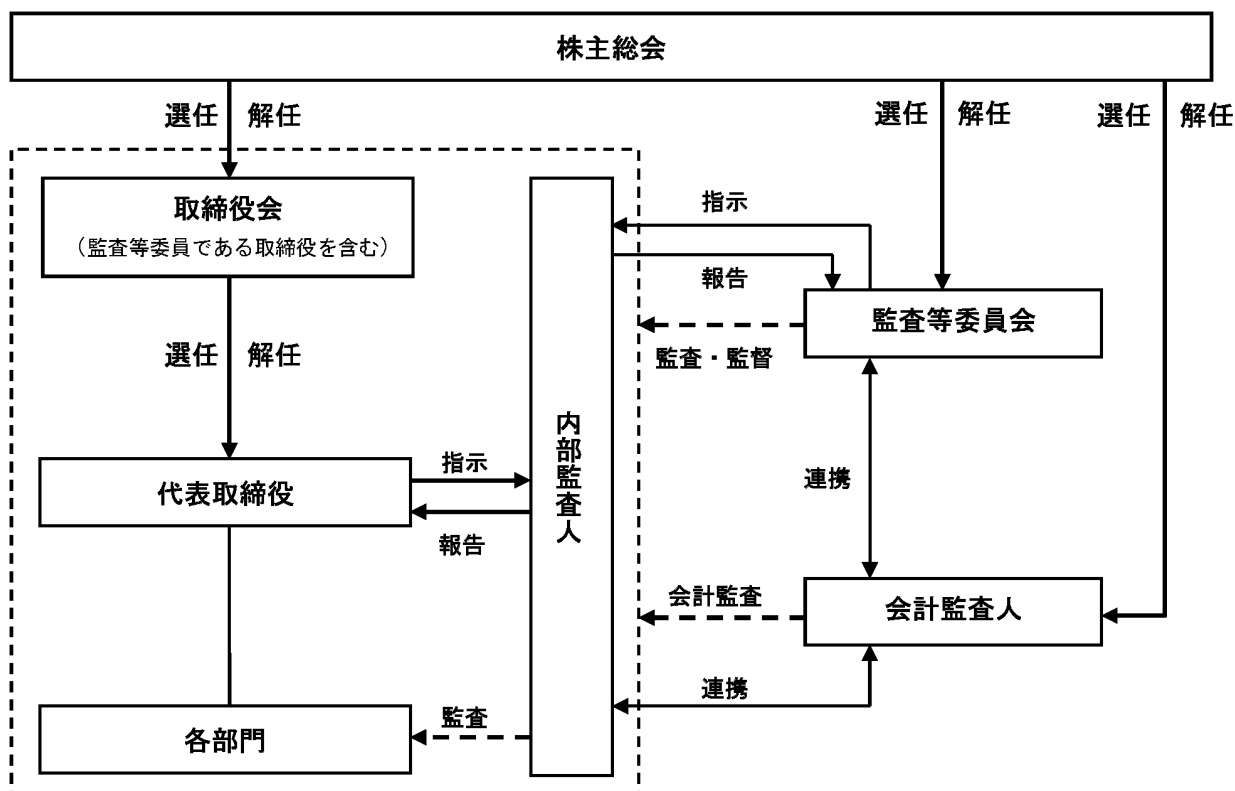 株主総会
選任 解任
選任 解任
選任 解任
取締役会
（監査等委員である取締役を含む）
指示
報告
監査等委員会
監査・監督
選任 解任
内部監査人
指示
代表取締役
報告
連携
会計監査
会計監査人
連携
監査
各部門